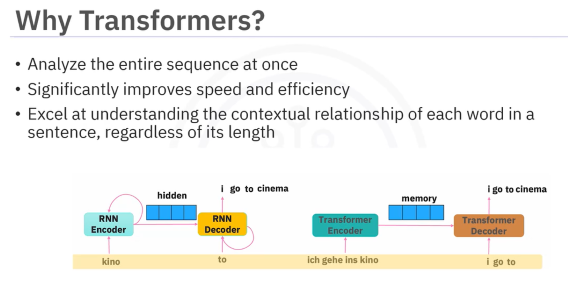 Why Transformers?
• Analyze the entire sequence at once
• Significantly improves speed and efficiency
• Excel at understanding the contextual relationship of each word in a
sentence, regardless of its length
hidden
i go to cinema
RNN
Encoder
RNN
Decoder
kino
to
memory
i go to cinema
Transformer
Encoder
Transformer
Decoder
ich gehe ins kino
i go to